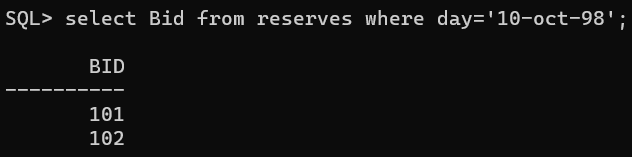 SQL> select Bid from reserves where day='10-oct-98';
BID
----------
101
102